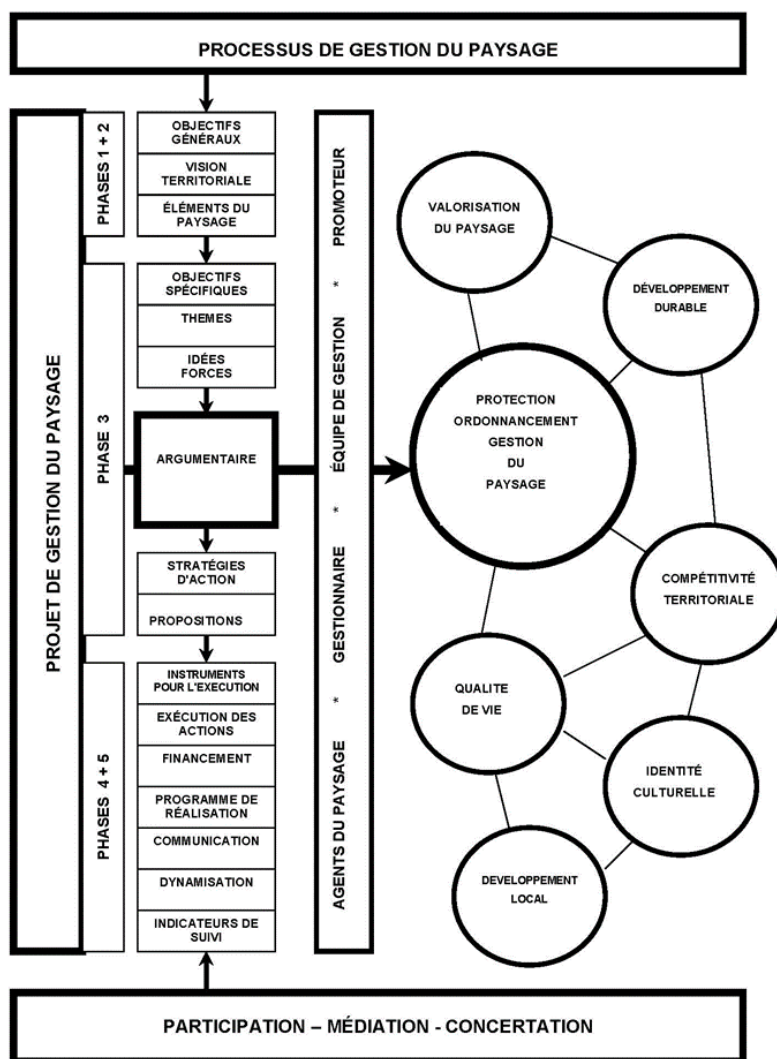 PROCESSUS DE GESTION DU PAYSAGE
PROJET DE GESTION DU PAYSAGE
PHASES 1 + 2
OBJECTIFS
GÉNÉRAUX
VISION
TERRITORIALE
ÉLÉMENTS DU
PAYSAGE
PHASE 3
OBJECTIFS
SPÉCIFIQUES
THEMES
IDÉES
FORCES
ARGUMENTAIRE
STRATÉGIES
D'ACTION
PROPOSITIONS
PHASES 4 + 5
INSTRUMENTS
POUR L'EXECUTION
EXÉCUTION DES
ACTIONS
FINANCEMENT
PROGRAMME DE
RÉALISATION
COMMUNICATION
DYNAMISATION
INDICATEURS DE
SUIVI
AGENTS DU PAYSAGE * GESTIONNAIRE * ÉQUIPE DE GESTION * PROMOTEUR
VALORISATION
DU PAYSAGE
DÉVELOPPEMENT
DURABLE
PROTECTION
ORDONNANCEMENT
GESTION
DU
PAYSAGE
COMPÉTITIVITÉ
TERRITORIALE
QUALITE
DE VIE
IDENTITÉ
CULTURELLE
DEVELOPPEMENT
LOCAL
PARTICIPATION – MÉDIATION - CONCERTATION